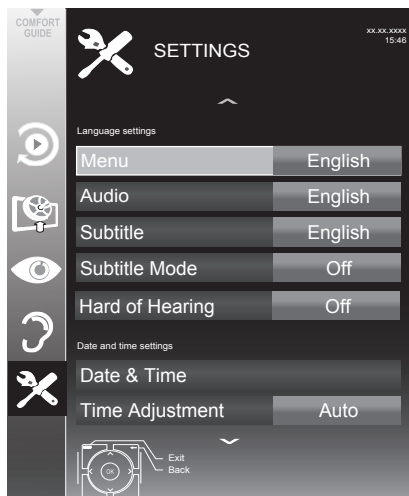 COMFORT
GUIDE
SETTINGS
xx.xx.xxxx
15:46
Language settings
Menu English
Audio English
Subtitle English
Subtitle Mode Off
Hard of Hearing Off
Date and time settings
Date & Time
Time Adjustment Auto
Exit
Back
OK